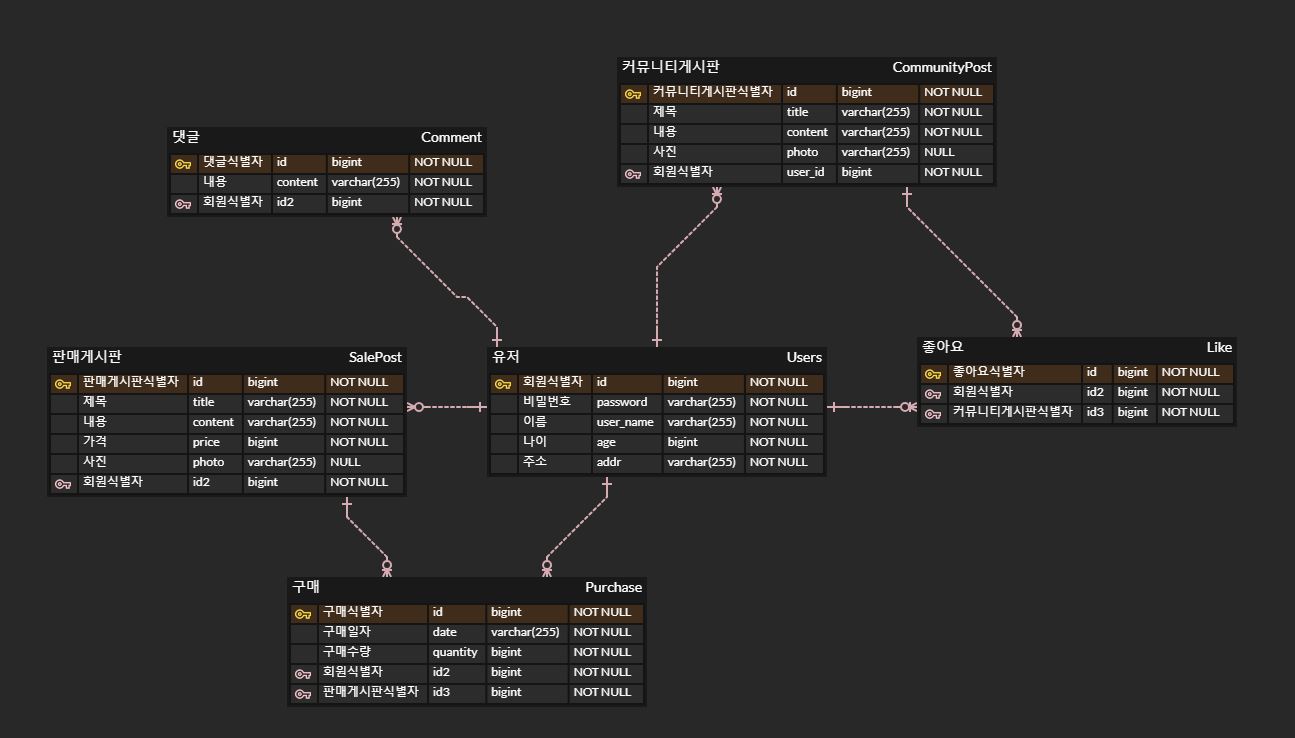 커뮤니티게시판 CommunityPost
커뮤니티게시판식별자 id bigint NOT NULL
제목 title varchar(255) NOT NULL
내용 content varchar(255) NOT NULL
사진 photo varchar(255) NULL
회원식별자 user_id bigint NOT NULL
댓글 Comment
댓글식별자 id bigint NOT NULL
내용 content varchar(255) NOT NULL
회원식별자 id2 bigint NOT NULL
판매게시판 SalePost
판매게시판식별자 id bigint NOT NULL
제목 title varchar(255) NOT NULL
내용 content varchar(255) NOT NULL
가격 price bigint NOT NULL
사진 photo varchar(255) NULL
회원식별자 id2 bigint NOT NULL
유저 Users
회원식별자 id bigint NOT NULL
비밀번호 password varchar(255) NOT NULL
이름 user_name varchar(255) NOT NULL
나이 age bigint NOT NULL
주소 addr varchar(255) NOT NULL
좋아요 Like
좋아요식별자 id bigint NOT NULL
회원식별자 id2 bigint NOT NULL
커뮤니티게시판식별자 id3 bigint NOT NULL
구매 Purchase
구매식별자 id bigint NOT NULL
구매일자 date varchar(255) NOT NULL
구매수량 quantity bigint NOT NULL
회원식별자 id2 bigint NOT NULL
판매게시판식별자 id3 bigint NOT NULL